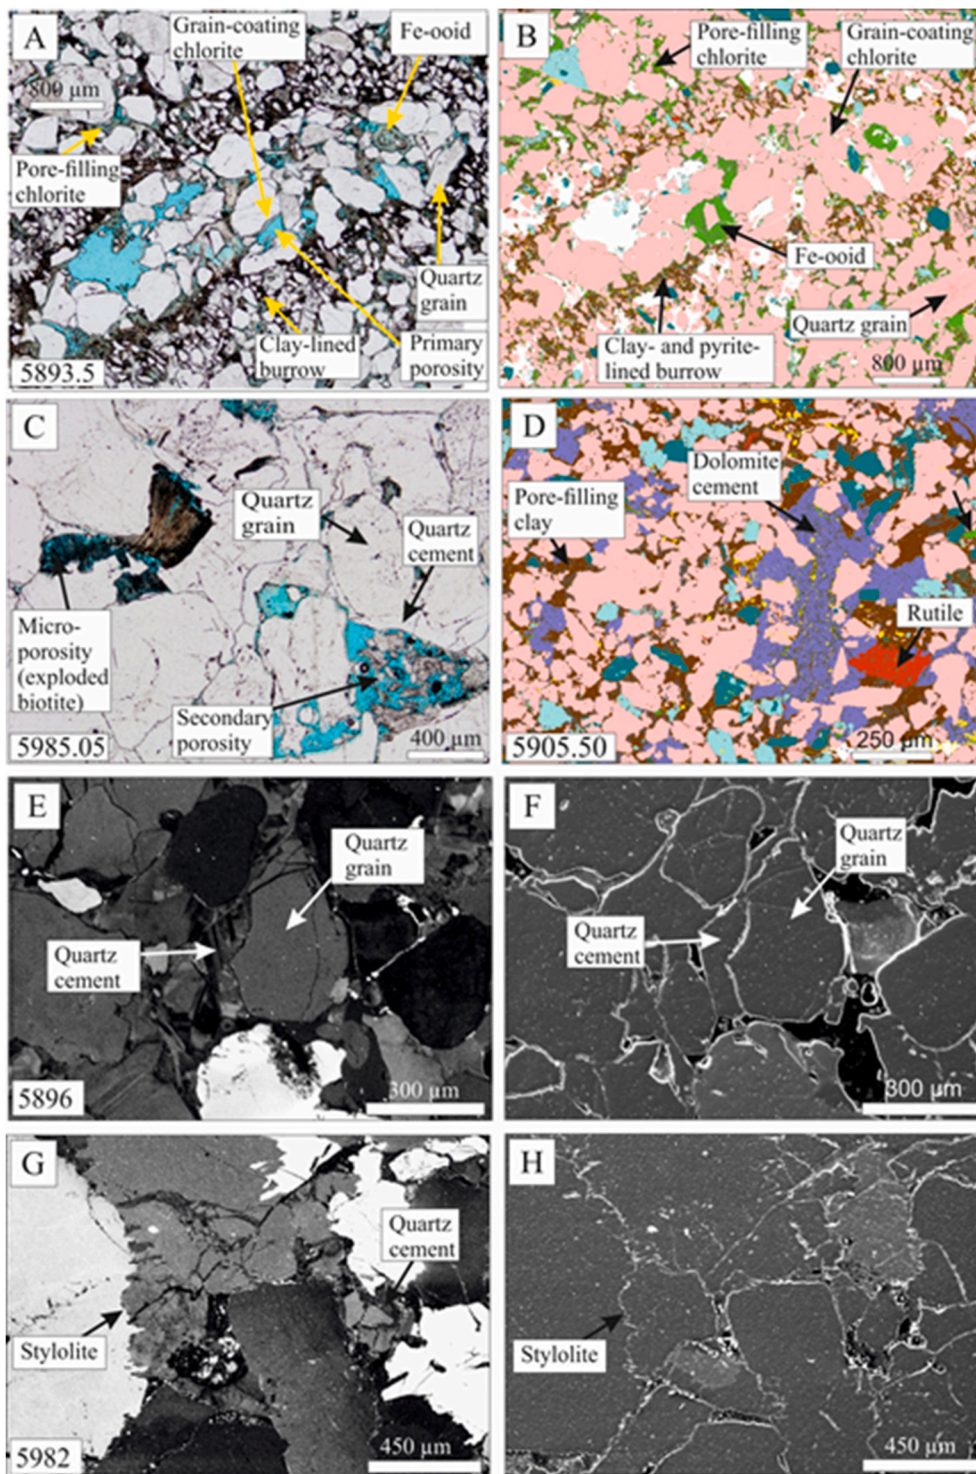 A
Grain-coating
chlorite
Fe-ooid
800 µm
Pore-filling
chlorite
Quartz
grain
Clay-lined
burrow
Primary
porosity
5893.5
B
Pore-filling
chlorite
Grain-coating
chlorite
Fe-ooid
Quartz grain
Clay- and pyrite-
lined burrow
800 µm
C
Quartz
grain
Quartz
cement
Micro-
porosity
(exploded
biotite)
Secondary
porosity
5985.05
400 µm
D
Dolomite
cement
Pore-filling
clay
Rutile
5905.50
250 µm
E
Quartz
grain
Quartz
cement
5896
300 µm
F
Quartz
grain
Quartz
cement
300 µm
G
Quartz
cement
Stylolite
5982
450 µm
H
Stylolite
450 µm